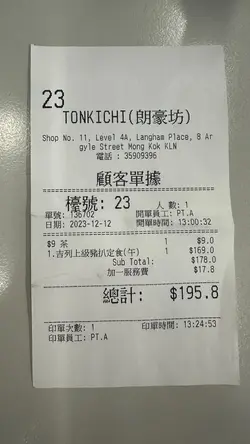 23
TONKICHI(朗豪坊)
Shop No. 11, Level 4A, Langham Place, 8 Ar
gyle Street Mong Kok KLN
電話 : 35909396
顧客單據
檯號: 23 人 數: 1
單號: 136702 開單員工: PT.A
日期: 2023-12-12 開單時間: 13:00:32
$9 茶 1 $9.0
1.吉列上級豬扒定食(午) 1 $169.0
Sub Total: $178.0
加一服務費 $17.8
總計: $195.8
印單次數: 1 印單時間: 13:24:53
印單員工: PT.A